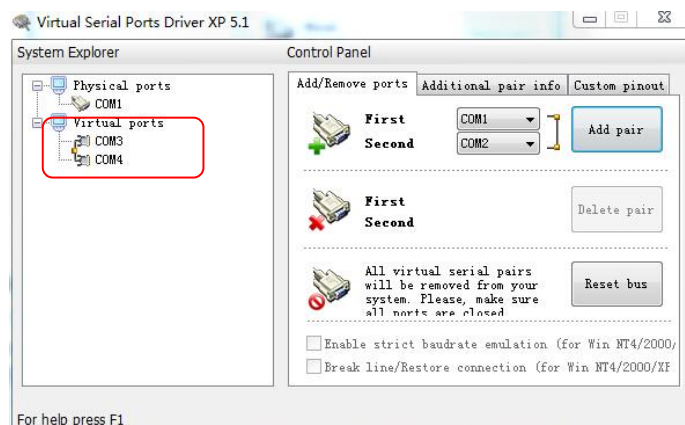 Virtual Serial Ports Driver XP 5.1
System Explorer
Control Panel
Physical ports
COM1
Virtual ports
COM3
COM4
Add/Remove ports
Additional pair info
Custom pinout
First
COM1
Second
COM2
Add pair
First
Second
Delete pair
All virtual serial pairs
will be removed from your
system. Please, make sure
all ports are closed
Reset bus
Enable strict baudrate emulation (for Win NT4/2000/
Break line/Restore connection (for Win NT4/2000/XP
For help press F1